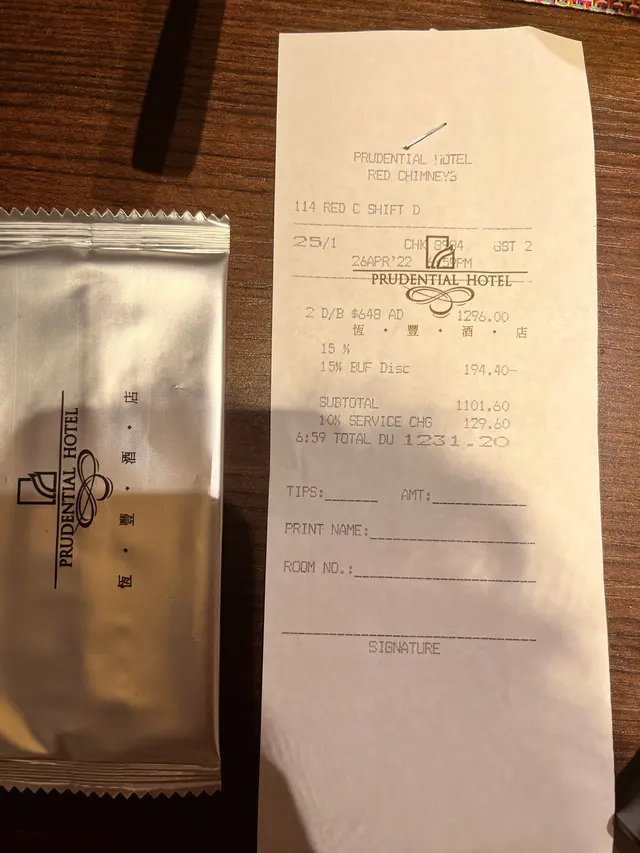 PRUDENTIAL HOTEL
RED CHIMNEYS
114 RED C SHIFT D
25/1 CHK GST 2
26APR'22
PRUDENTIAL HOTEL
2 D/B $648 AD 1296.00
恆・豐・酒・店
15 %
15% BUF Disc 194.40-
SUBTOTAL 1101.60
10% SERVICE CHG 129.60
6:59 TOTAL DU 1231.20
TIPS: AMT:
PRINT NAME:
ROOM NO.:
SIGNATURE
PRUDENTIAL HOTEL
恆・豐・酒・店